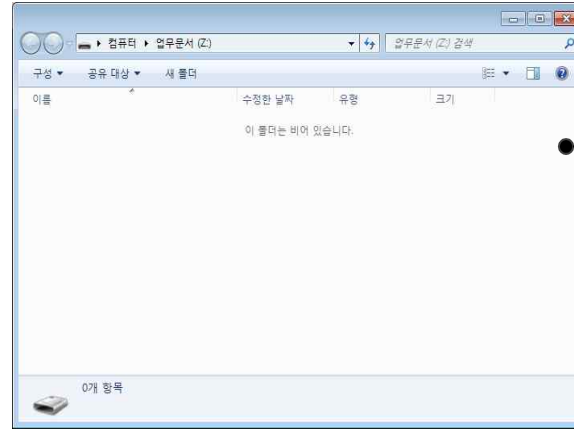 컴퓨터 ▸ 업무문서 (Z:)
업무문서 (Z:) 검색
구성 공유 대상 새 폴더
이름 수정한 날짜 유형 크기
이 폴더는 비어 있습니다.
0개 항목